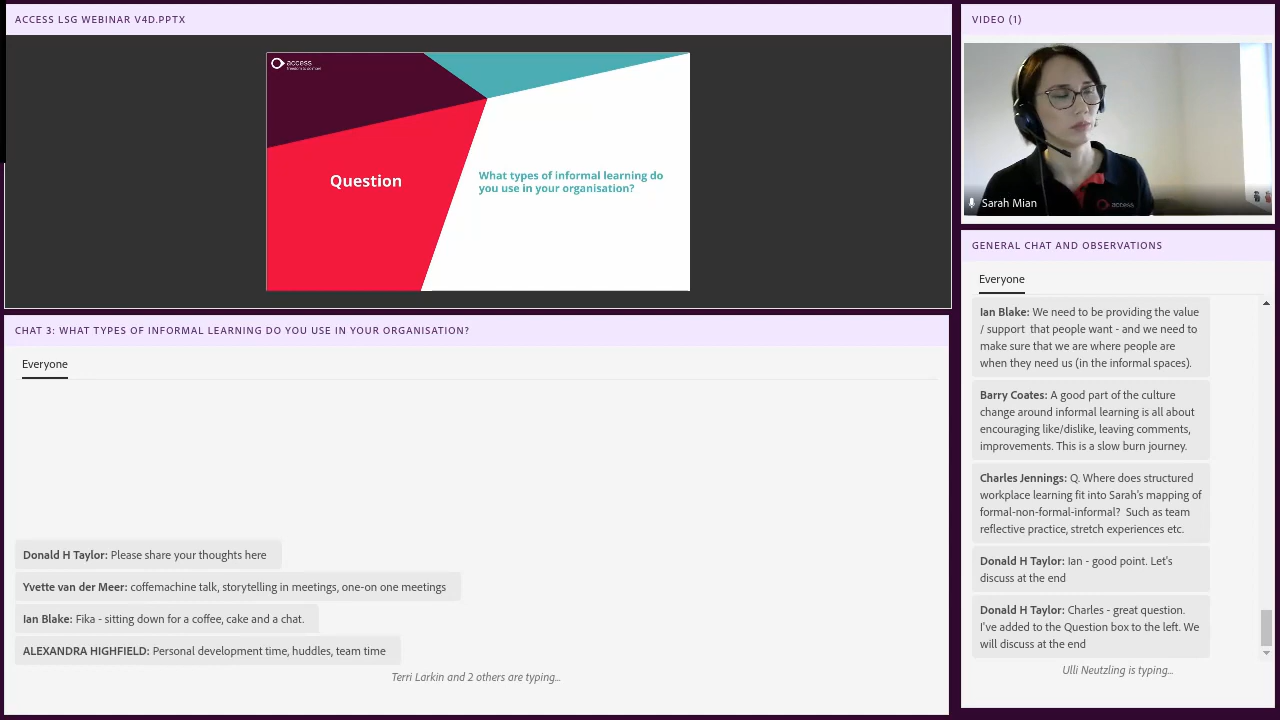 ACCESS LSG WEBINAR V4D.PPTX
access
Question
What types of informal learning do
you use in your organisation?
VIDEO (1)
access
Sarah Mian
CHAT 3: WHAT TYPES OF INFORMAL LEARNING DO YOU USE IN YOUR ORGANISATION?
Everyone
Donald H Taylor: Please share your thoughts here
Yvette van der Meer: coffemachine talk, storytelling in meetings, one-on one meetings
Ian Blake: Fika - sitting down for a coffee, cake and a chat.
ALEXANDRA HIGHFIELD: Personal development time, huddles, team time
Terri Larkin and 2 others are typing...
GENERAL CHAT AND OBSERVATIONS
Everyone
Ian Blake: We need to be providing the value
/ support that people want - and we need to
make sure that we are where people are
when they need us (in the informal spaces).
Barry Coates: A good part of the culture
change around informal learning is all about
encouraging like/dislike, leaving comments,
improvements. This is a slow burn journey.
Charles Jennings: Q. Where does structured
workplace learning fit into Sarah's mapping of
formal-non-formal-informal? Such as team
reflective practice, stretch experiences etc.
Donald H Taylor: Ian - good point. Let's
discuss at the end
Donald H Taylor: Charles - great question.
I've added to the Question box to the left. We
will discuss at the end
Ulli Neutzling is typing...